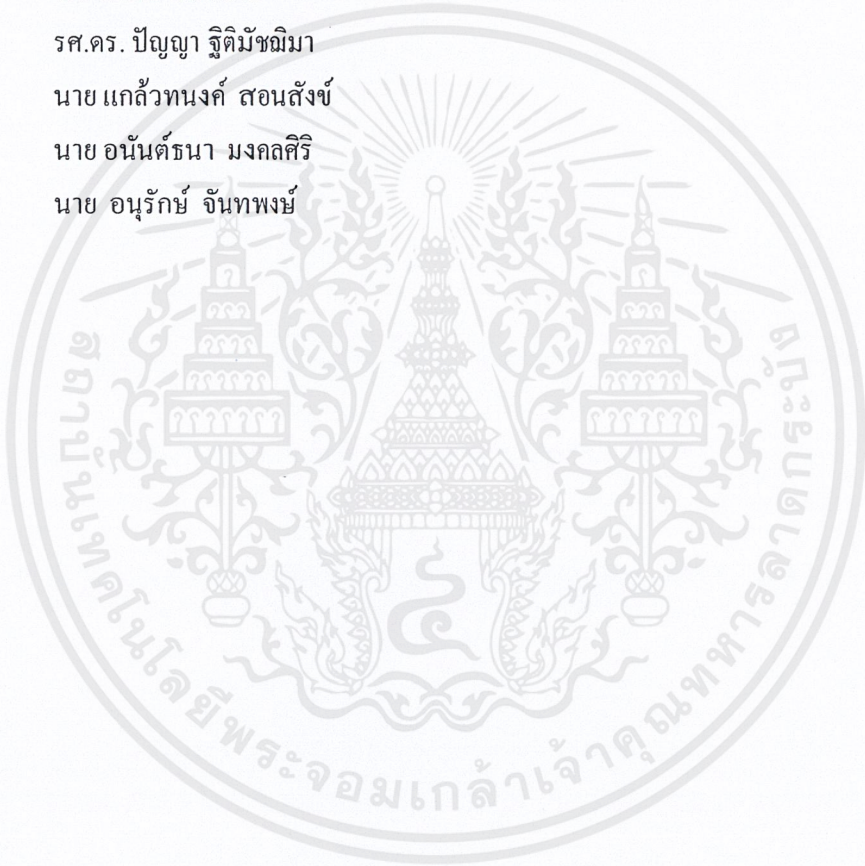 รศ.ดร. ปัญญา ฐิติมัชฌิมา
นาย แกล้วทนงค์ สอนสังข์
นาย อนันต์ธนา มงคลศิริ
นาย อนุรักษ์ จันทพงษ์
สถาบันเทคโนโลยีพระจอมเกล้าเจ้าคุณทหารลาดกระบัง
๔